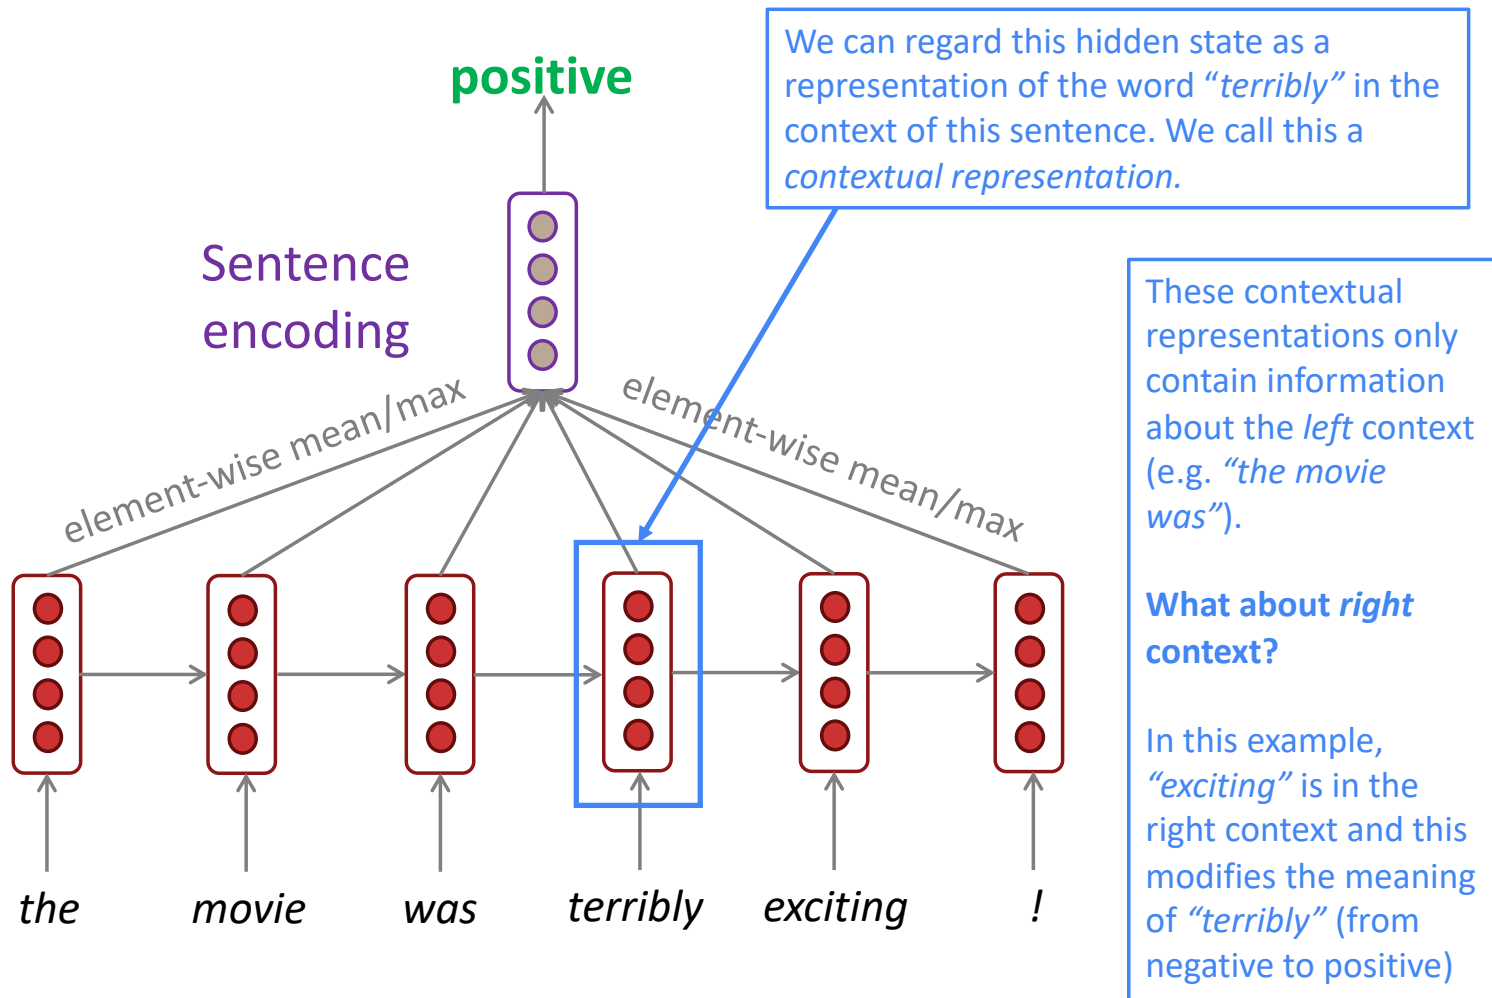 positive
We can regard this hidden state as a
representation of the word “terribly” in the
context of this sentence. We call this a
contextual representation.
Sentence
encoding
element-wise mean/max
element-wise mean/max
the movie was terribly exciting !
These contextual
representations only
contain information
about the left context
(e.g. “the movie
was”).
What about right
context?
In this example,
“exciting” is in the
right context and this
modifies the meaning
of “terribly” (from
negative to positive)